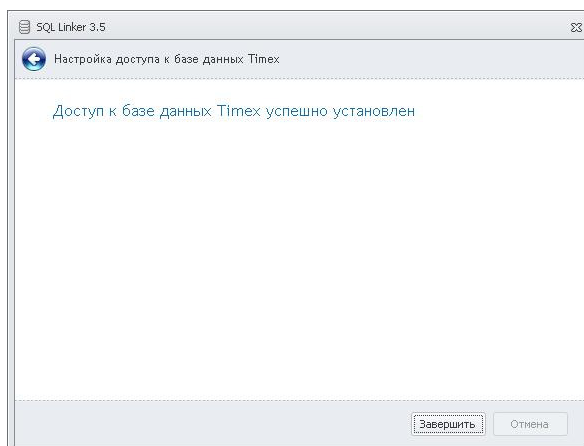 SQL Linker 3.5
Настройка доступа к базе данных Timex
Доступ к базе данных Timex успешно установлен
Завершить Отмена